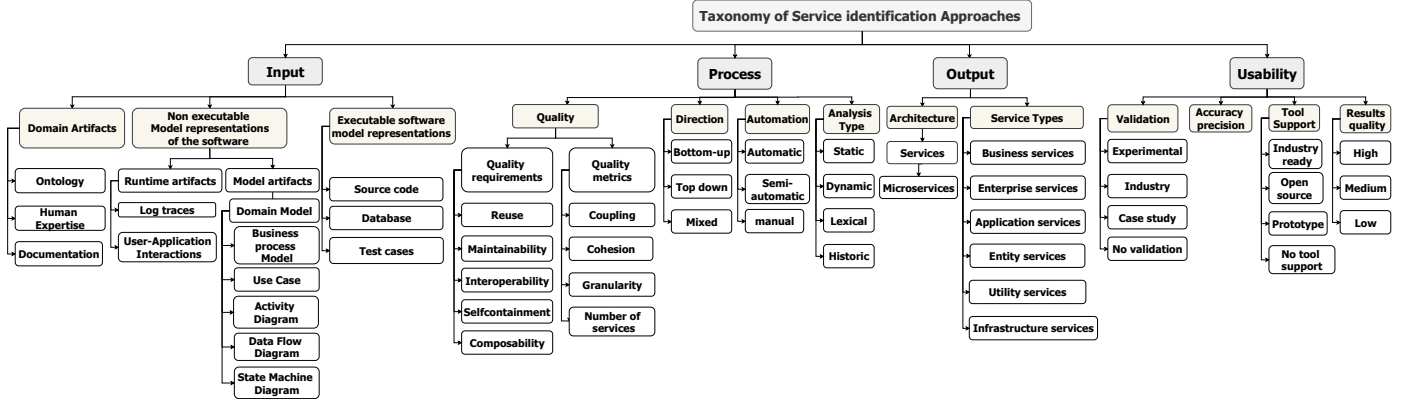 Taxonomy of Service identification Approaches
Input
Process
Output
Usability
Domain Artifacts
Non executable
Model representations
of the software
Executable software
model representations
Quality
Direction
Automation
Analysis
Type
Architecture
Service Types
Validation
Accuracy
precision
Tool
Support
Results
quality
Ontology
Human
Expertise
Documentation
Runtime artifacts
Log traces
User-Application
Interactions
Model artifacts
Domain Model
Business
process
Model
Use Case
Activity
Diagram
Data Flow
Diagram
State Machine
Diagram
Source code
Database
Test cases
Quality
requirements
Reuse
Maintainability
Interoperability
Selfcontainment
Composability
Quality
metrics
Coupling
Cohesion
Granularity
Number of
services
Bottom-up
Top down
Mixed
Automatic
Semi-
automatic
manual
Static
Dynamic
Lexical
Historic
Services
Microservices
Business services
Enterprise services
Application services
Entity services
Utility services
Infrastructure services
Experimental
Industry
Case study
No validation
Industry
ready
Open
source
Prototype
No tool
support
High
Medium
Low